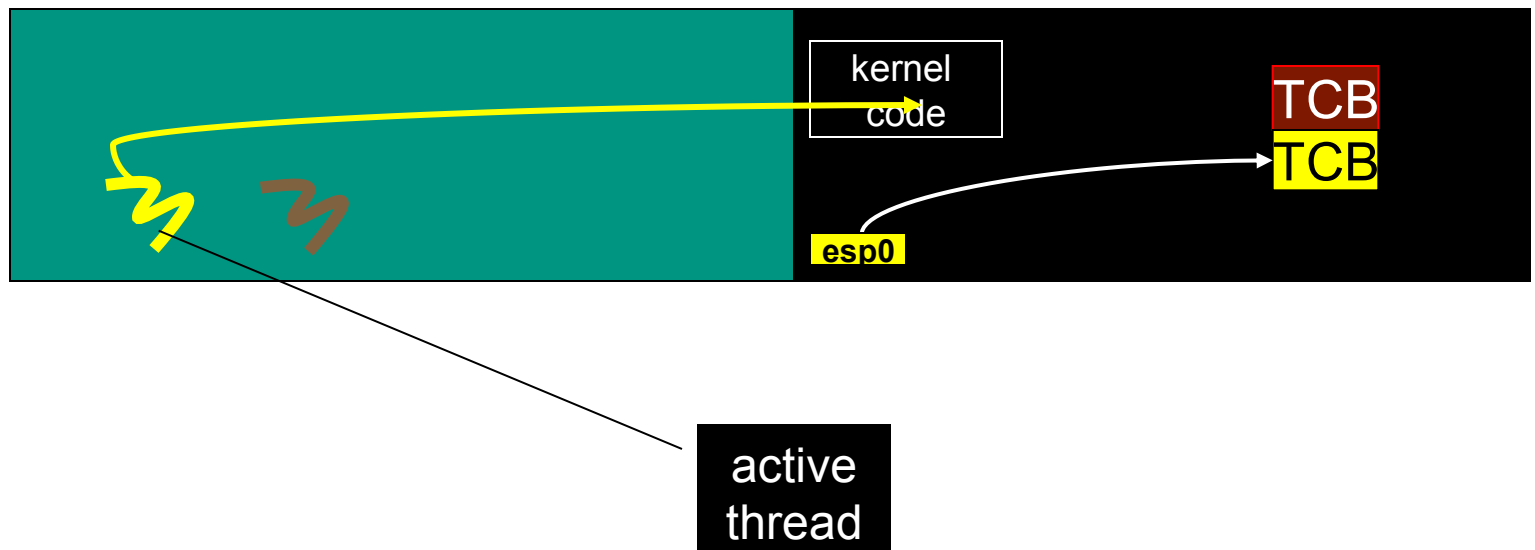 kernel
code
TCB
TCB
esp0
active
thread